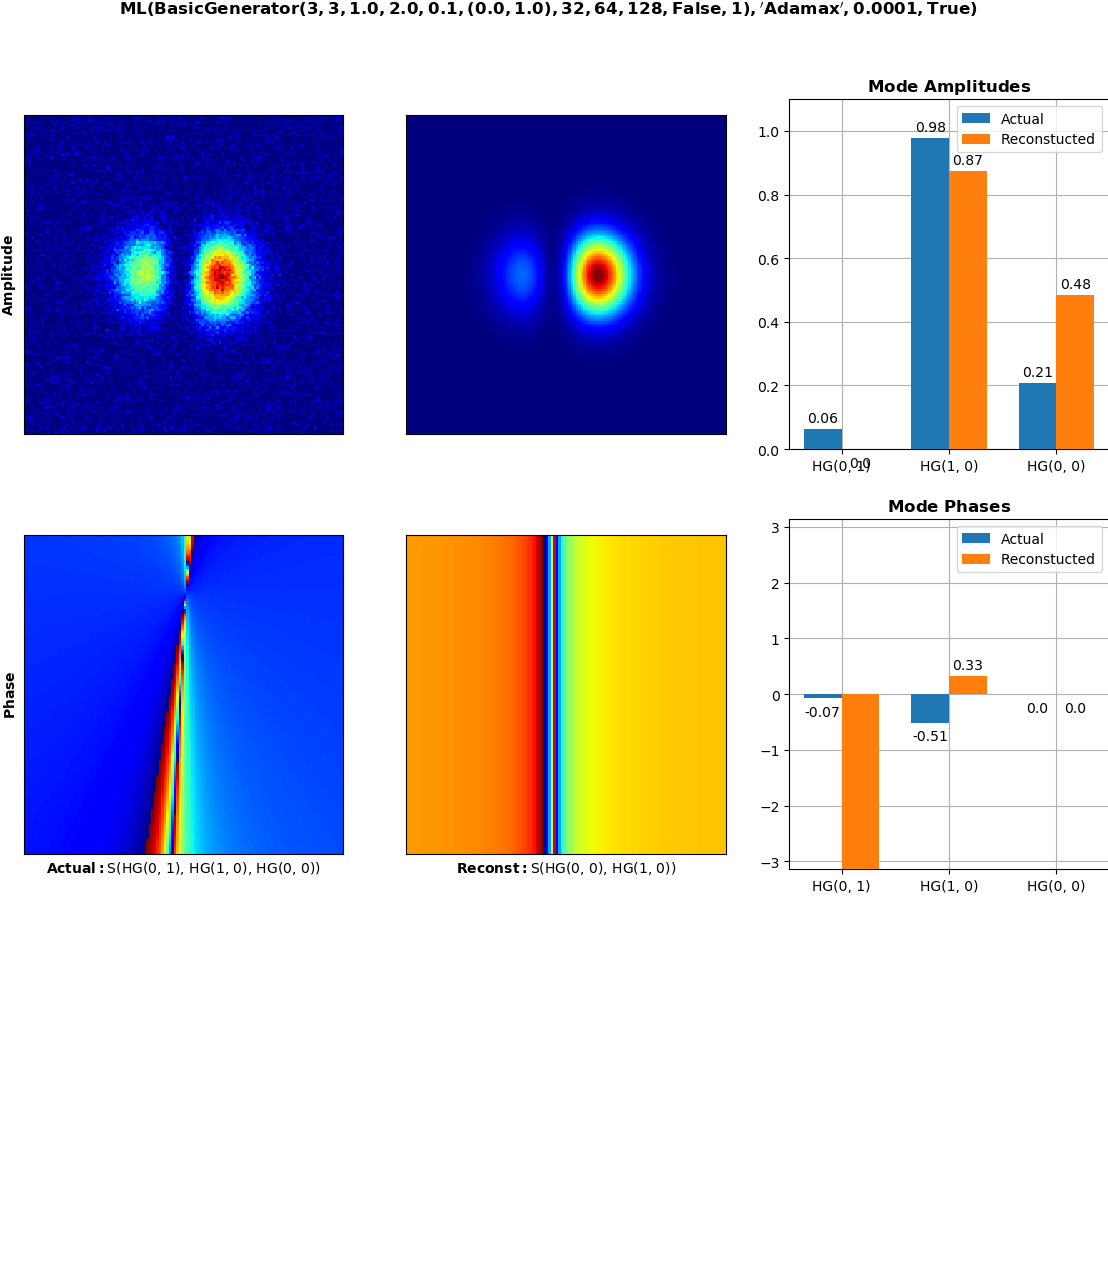 ML(BasicGenerator(3, 3, 1.0, 2.0, 0.1, (0.0, 1.0), 32, 64, 128, False, 1), ′Adamax′, 0.0001, True)
Mode Amplitudes
Actual
Reconstucted
Amplitude
1.0
0.8
0.6
0.4
0.2
0.0
0.06
0.0
0.98
0.87
0.21
0.48
HG(0, 1)
HG(1, 0)
HG(0, 0)
Mode Phases
Actual
Reconstucted
Phase
3
2
1
0
−1
−2
−3
-0.07
-0.51
0.33
0.0
0.0
HG(0, 1)
HG(1, 0)
HG(0, 0)
Actual: S(HG(0, 1), HG(1, 0), HG(0, 0))
Reconst: S(HG(0, 0), HG(1, 0))